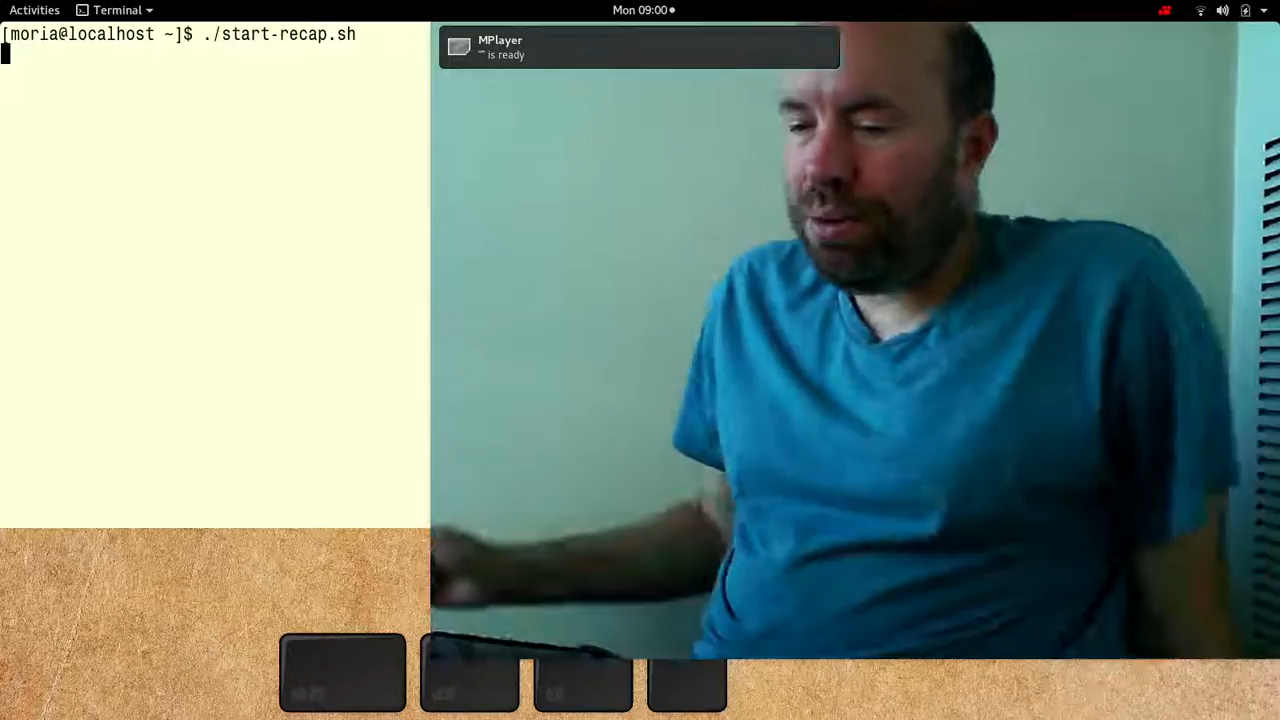 Activities
Terminal
Mon 09:00
[moria@localhost ~]$ ./start-recap.sh
MPlayer
"" is ready